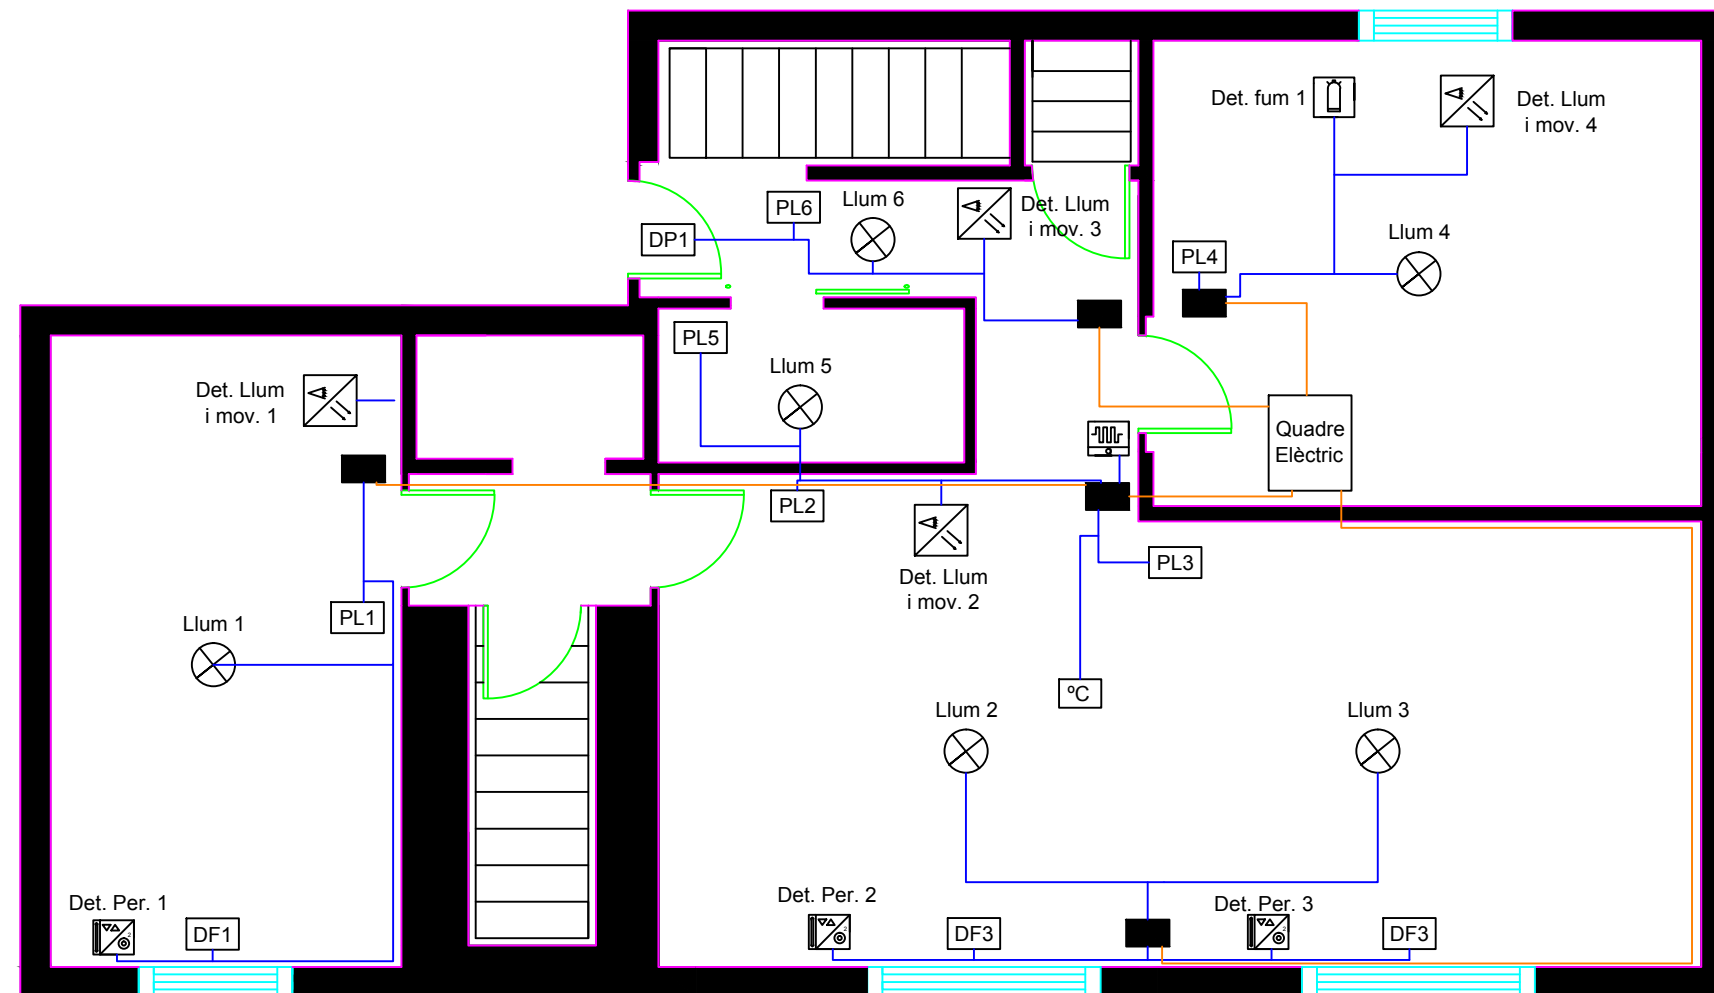 Det. fum 1
Det. Llum
i mov. 4
PL6
Llum 6
Det. Llum
i mov. 3
DP1
Llum 4
PL4
PL5
Llum 5
Det. Llum
i mov. 1
Quadre
Elèctric
PL2
Det. Llum
i mov. 2
PL3
PL1
Llum 1
ºC
Llum 2
Llum 3
Det. Per. 1
Det. Per. 2
Det. Per. 3
DF1
DF3
DF3